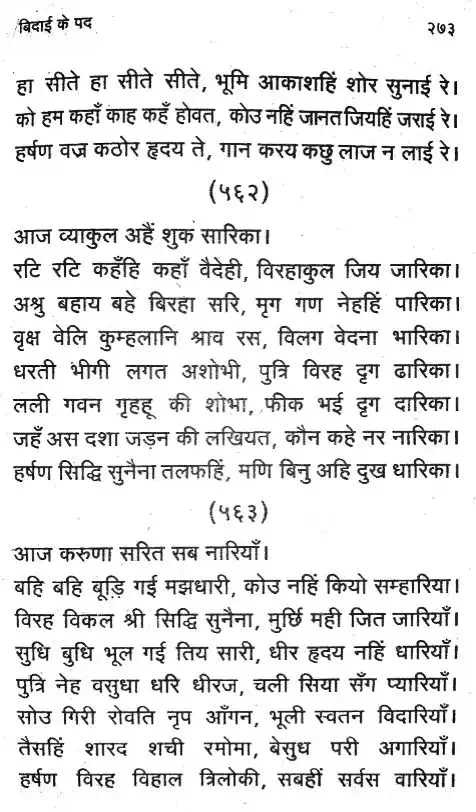 बिदाई के पद
२७३
हा सीते हा सीते सीते, भूमि आकाशहिं शोर सुनाई रे।
को हम कहाँ काह कहँ होवत, कोउ नहिं जानत जियहिं जराई रे।
हर्षण वज्र कठोर हृदय ते, गान करय कछु लाज न लाई रे।
(५६२)
आज व्याकुल अहैं शुक सारिका।
रटि रटि कहँहि कहाँ वैदेही, विरहाकुल जिय जारिका।
अश्रु बहाय बहे बिरहा सरि, मृग गण नेहहिं पारिका।
वृक्ष वेलि कुम्हलानि श्राव रस, विलग वेदना भारिका।
धरती भीगी लगत अशोभी, पुत्रि विरह दृग ढारिका।
लली गवन गृहहू की शोभा, फीक भई दृग दारिका।
जहँ अस दशा जड़न की लखियत, कौन कहे नर नारिका।
हर्षण सिद्धि सुनैना तलफहिं, मणि बिनु अहि दुख धारिका।
(५६३)
आज करुणा सरित सब नारियाँ।
बहि बहि बूड़ि गई मझधारी, कोउ नहिं कियो सम्हारिया।
विरह विकल श्री सिद्धि सुनैना, मुर्छि मही जित जारियाँ।
सुधि बुधि भूल गई तिय सारी, धीर हृदय नहिं धारियाँ।
पुत्रि नेह वसुधा धरि धीरज, चली सिया सँग प्यारियाँ।
सोउ गिरी रोवति नृप आँगन, भूली स्वतन विदारियाँ।
तैसहिं शारद शची रमोमा, बेसुध परी अगारियाँ।
हर्षण विरह विहाल त्रिलोकी, सबहीं सर्वस वारियाँ।